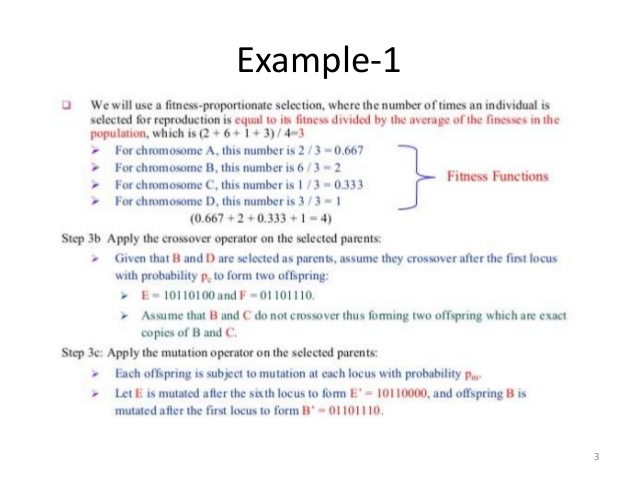 Example-1
We will use a fitness-proportionate selection, where the number of times an individual is
selected for reproduction is equal to its fitness divided by the average of the finesses in the
population, which is (2 + 6 + 1 + 3) / 4=3
For chromosome A, this number is 2 / 3 = 0.667
For chromosome B, this number is 6 / 3 = 2
For chromosome C, this number is 1 / 3 = 0.333
For chromosome D, this number is 3 / 3 = 1
Fitness Functions
(0.667 + 2 + 0.333 + 1 = 4)
Step 3b Apply the crossover operator on the selected parents:
Given that B and D are selected as parents, assume they crossover after the first locus
with probability pc to form two offspring:
E = 10110100 and F = 01101110.
Assume that B and C do not crossover thus forming two offspring which are exact
copies of B and C.
Step 3c: Apply the mutation operator on the selected parents:
Each offspring is subject to mutation at each locus with probability pm.
Let E is mutated after the sixth locus to form E' = 10110000, and offspring B is
mutated after the first locus to form B' = 01101110.
3